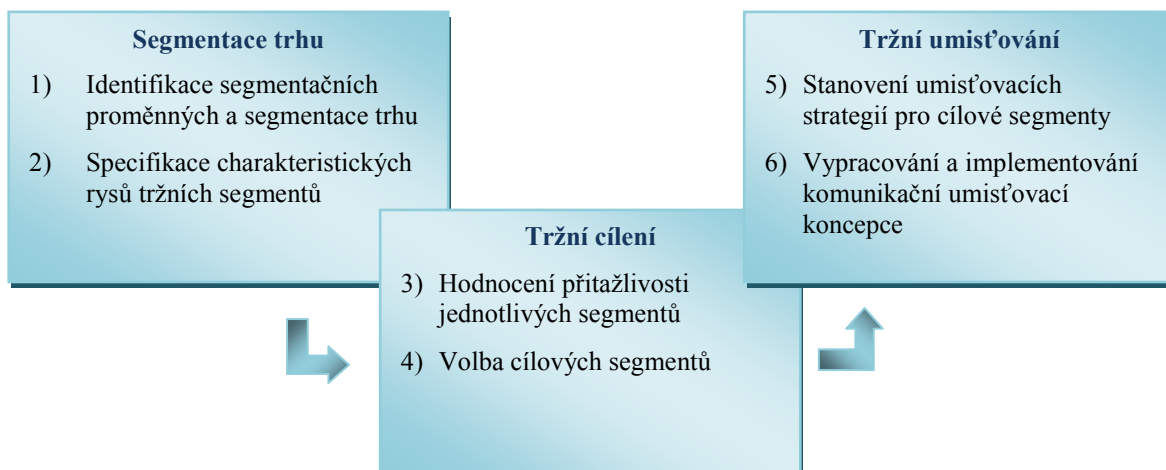 Segmentace trhu
1) Identifikace segmentačních
proměnných a segmentace trhu
2) Specifikace charakteristických
rysů tržních segmentů
Tržní cílení
3) Hodnocení přitažlivosti
jednotlivých segmentů
4) Volba cílových segmentů
Tržní umisťování
5) Stanovení umisťovacích
strategií pro cílové segmenty
6) Vypracování a implementování
komunikační umisťovací
koncepce